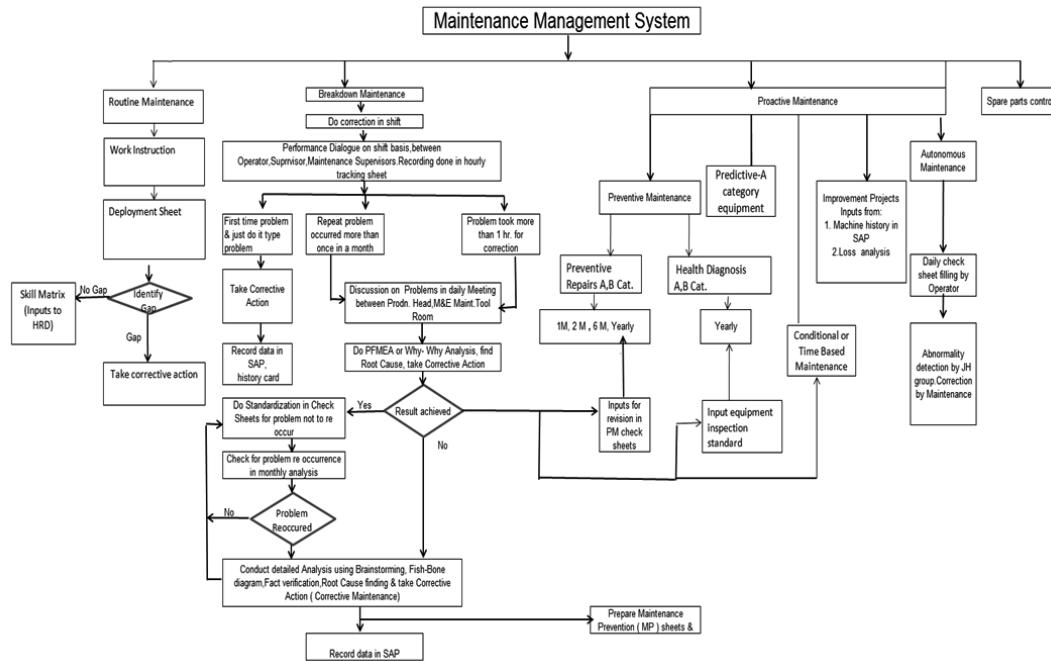 Maintenance Management System
Routine Maintenance
Work Instruction
Deployment Sheet
Identify
Gap
No Gap
Skill Matrix
(Inputs to
HRD)
Gap
Take corrective action
Breakdown Maintenance
Do correction in shift
Performance Dialogue on shift basis,between
Operator,Suprrvisor,Maintenance Supervisors.Recording done in hourly
tracking sheet
First time problem
& just do it type
problem
Take Corrective
Action
Record data in
SAP,
history card
Repeat problem
occurred more than
once in a month
Problem took more
than 1 hr. for
correction
Discussion on Problems in daily Meeting
between Prodn. Head,M&E Maint.Tool
Room
Do PFMEA or Why- Why Analysis, find
Root Cause, take Corrective Action
Result achieved
Yes
No
Do Standardization in Check
Sheets for problem not to re
occur
Check for problem re occurrence
in monthly analysis
Problem
Reoccured
No
Conduct detailed Analysis using Brainstorming, Fish-Bone
diagram,Fact verification,Root Cause finding & take Corrective
Action ( Corrective Maintenance)
Record data in SAP
Prepare Maintenance
Prevention ( MP ) sheets &
Proactive Maintenance
Preventive Maintenance
Preventive
Repairs A,B Cat.
1M, 2 M , 6 M, Yearly
Inputs for
revision in
PM check
sheets
Health Diagnosis
A,B Cat.
Yearly
Input equipment
inspection
standard
Predictive-A
category
equipment
Conditional or
Time Based
Maintenance
Improvement Projects
Inputs from:
1. Machine history in
SAP
2.Loss analysis
Autonomous
Maintenance
Daily check
sheet filling by
Operator
Abnormality
detection by JH
group.Correction
by Maintenance
Spare parts control